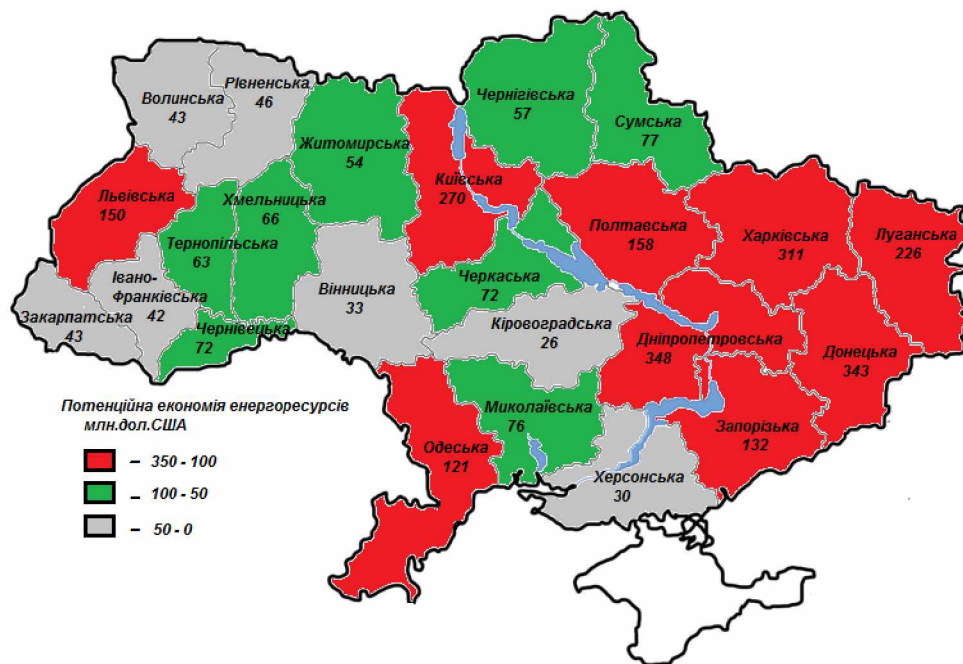 Волинська
43
Рівненська
46
Житомирська
54
Чернігівська
57
Сумська
77
Київська
270
Львівська
150
Хмельницька
66
Тернопільська
63
Полтавська
158
Харківська
311
Луганська
226
Івано-
Франківська
42
Закарпатська
43
Чернівецька
72
Вінницька
33
Черкаська
72
Кіровоградська
26
Дніпропетровська
348
Донецька
343
Миколаївська
76
Запорізька
132
Одеська
121
Херсонська
30
Потенційна економія енергоресурсів
млн.дол.США
– 350 - 100
– 100 - 50
– 50 - 0